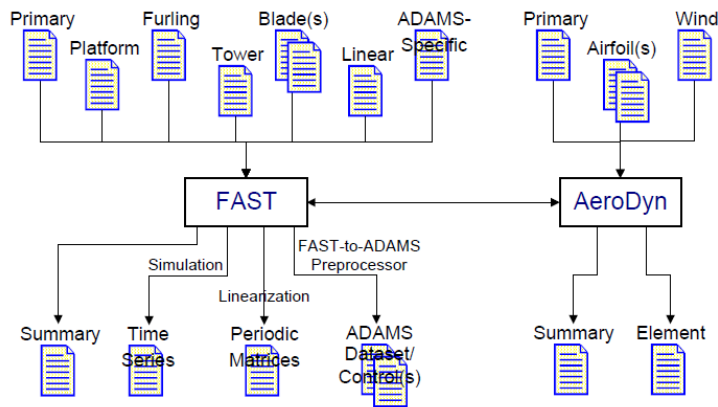 Primary
Platform
Furling
Tower
Blade(s)
Linear
ADAMS-
Specific
Primary
Airfoil(s)
Wind
FAST
AeroDyn
Simulation
Linearization
FAST-to-ADAMS
Preprocessor
Summary
Time
Series
Periodic
Matrices
ADAMS
Dataset/
Control(s)
Summary
Element